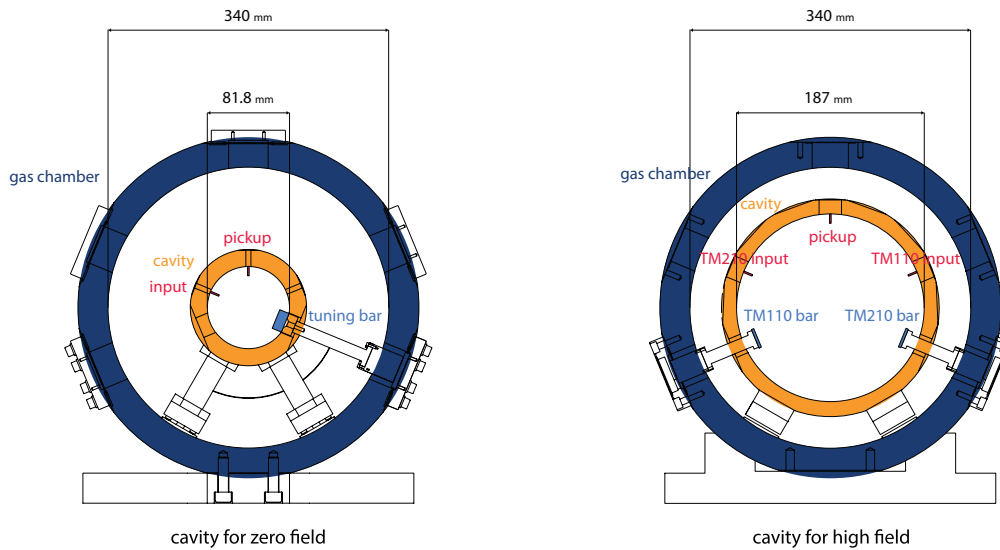 340 mm
340 mm
81.8 mm
187 mm
gas chamber
gas chamber
cavity
pickup
pickup
cavity
input
TM210 input
TM110 input
tuning bar
TM110 bar
TM210 bar
cavity for zero field
cavity for high field